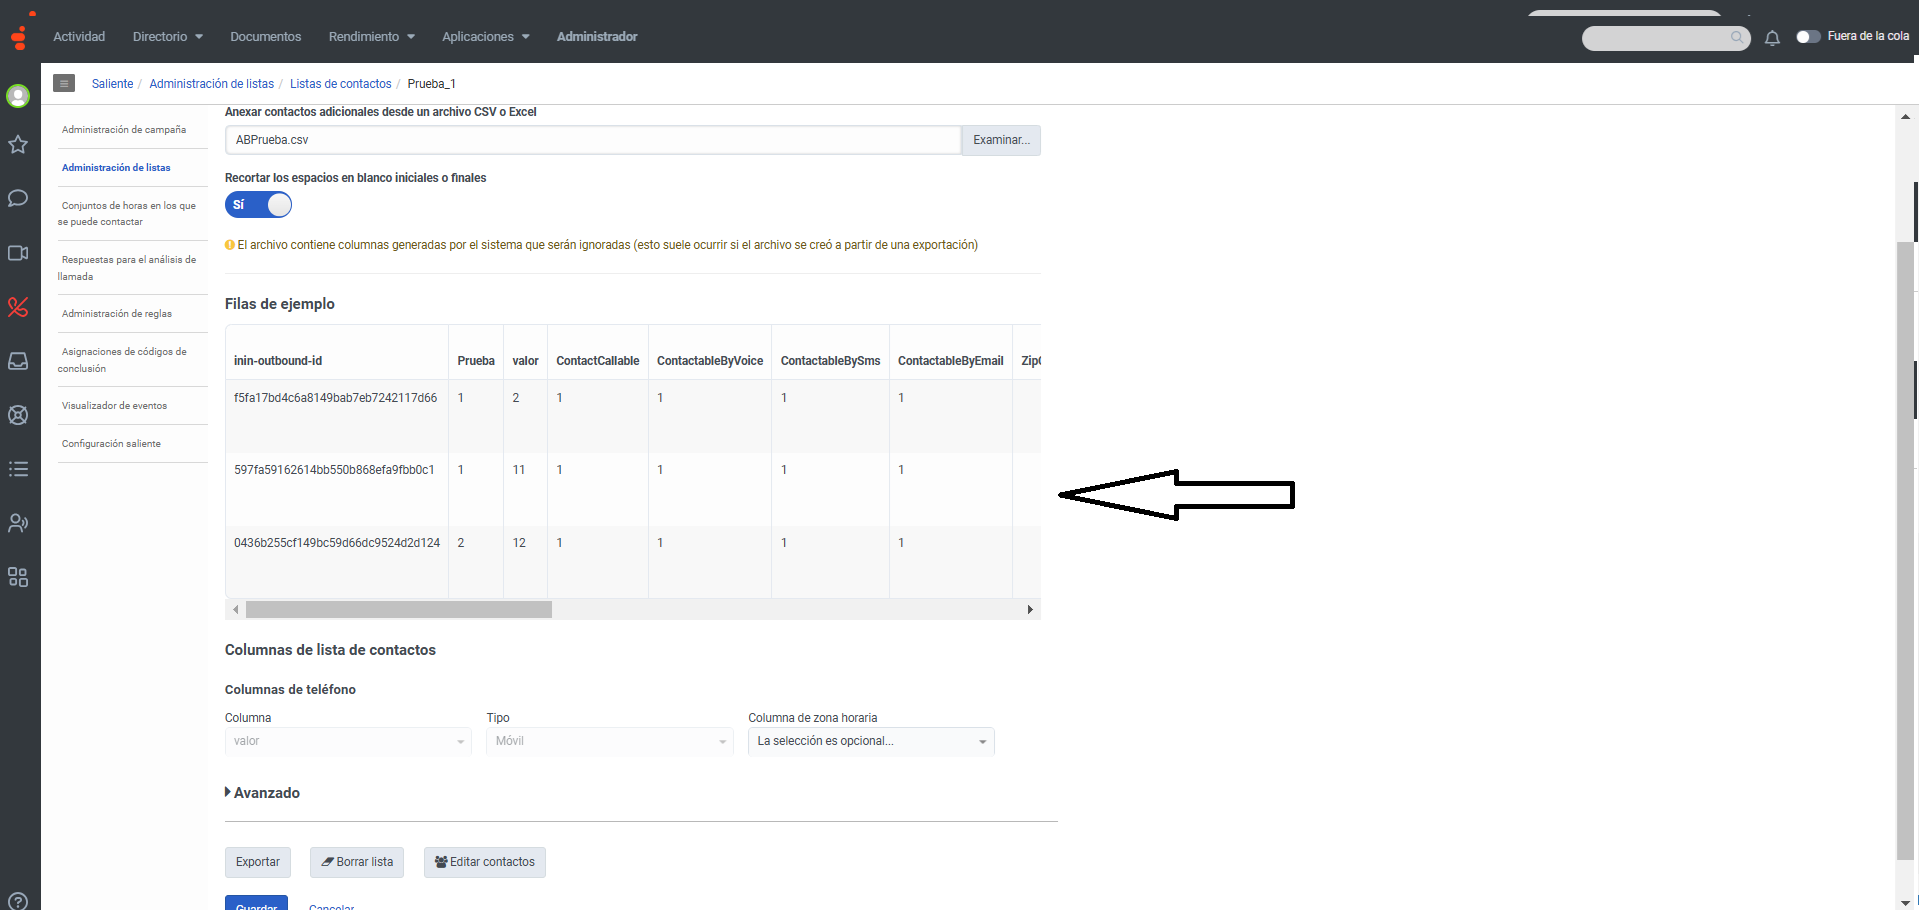 Actividad Directorio Documentos Rendimiento Aplicaciones Administrador Fuera de la cola
Saliente / Administración de listas / Listas de contactos / Prueba_1
Administración de campaña
Administración de listas
Conjuntos de horas en los que
se puede contactar
Respuestas para el análisis de
llamada
Administración de reglas
Asignaciones de códigos de
conclusión
Visualizador de eventos
Configuración saliente
Anexar contactos adicionales desde un archivo CSV o Excel
ABPrueba.csv Examinar...
Recortar los espacios en blanco iniciales o finales
Sí
El archivo contiene columnas generadas por el sistema que serán ignoradas (esto suele ocurrir si el archivo se creó a partir de una exportación)
Filas de ejemplo
inin-outbound-id Prueba valor ContactCallable ContactableByVoice ContactableBySms ContactableByEmail Zip
f5fa17bd4c6a8149bab7eb7242117d66 1 2 1 1 1 1
597fa59162614bb550b868efa9fbb0c1 1 11 1 1 1 1
0436b255cf149bc59d66dc9524d2d124 2 12 1 1 1 1
Columnas de lista de contactos
Columnas de teléfono
Columna Tipo Columna de zona horaria
valor Móvil La selección es opcional...
Avanzado
Exportar Borrar lista Editar contactos
Guardar Cancelar